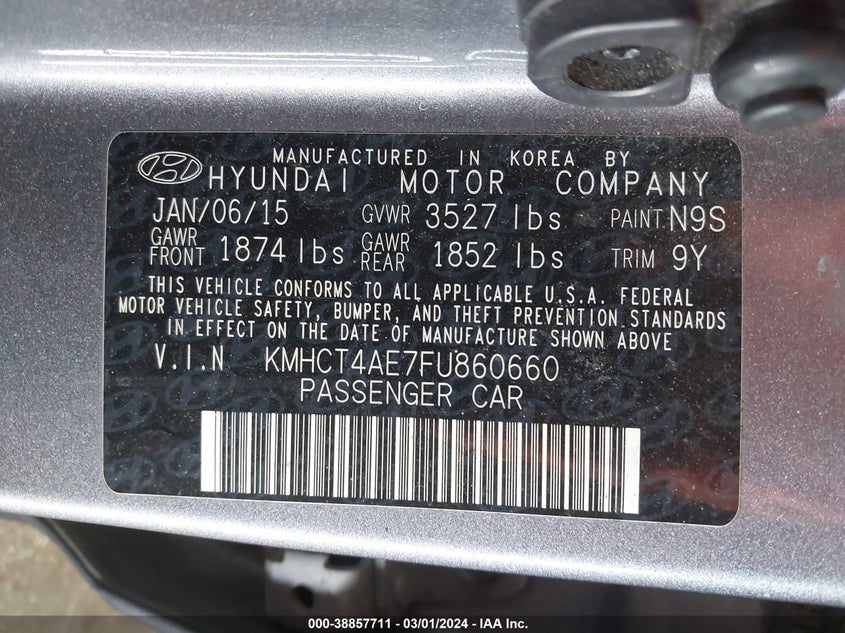 MANUFACTURED IN KOREA BY
HYUNDAI MOTOR COMPANY
JAN/06/15 GVWR 3527 lbs PAINT N9S
GAWR FRONT 1874 lbs GAWR REAR 1852 lbs TRIM 9Y
THIS VEHICLE CONFORMS TO ALL APPLICABLE U.S.A. FEDERAL
MOTOR VEHICLE SAFETY, BUMPER, AND THEFT PREVENTION STANDARDS
IN EFFECT ON THE DATE OF MANUFACTURE SHOWN ABOVE
V.I.N KMHCT4AE7FU860660
PASSENGER CAR
000-38857711 - 03/01/2024 - IAA Inc.